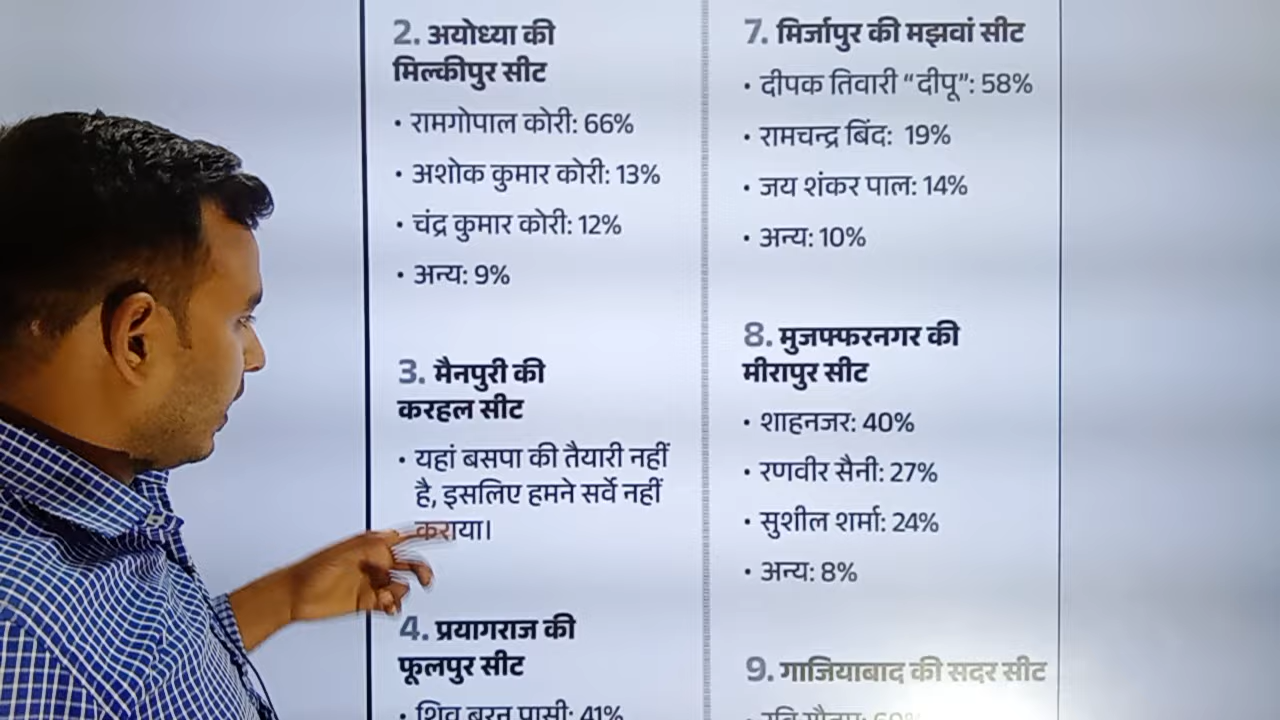 2. अयोध्या की
मिल्कीपुर सीट
• रामगोपाल कोरी: 66%
• अशोक कुमार कोरी: 13%
• चंद्र कुमार कोरी: 12%
• अन्य: 9%
3. मैनपुरी की
करहल सीट
• यहां बसपा की तैयारी नहीं
है, इसलिए हमने सर्वे नहीं
कराया।
4. प्रयागराज की
फूलपुर सीट
• शिव बरन पासी: 41%
7. मिर्जापुर की मझवां सीट
• दीपक तिवारी “दीपू”: 58%
• रामचन्द्र बिंद: 19%
• जय शंकर पाल: 14%
• अन्य: 10%
8. मुजफ्फरनगर की
मीरापुर सीट
• शाहनजर: 40%
• रणवीर सैनी: 27%
• सुशील शर्मा: 24%
• अन्य: 8%
9. गाजियाबाद की सदर सीट